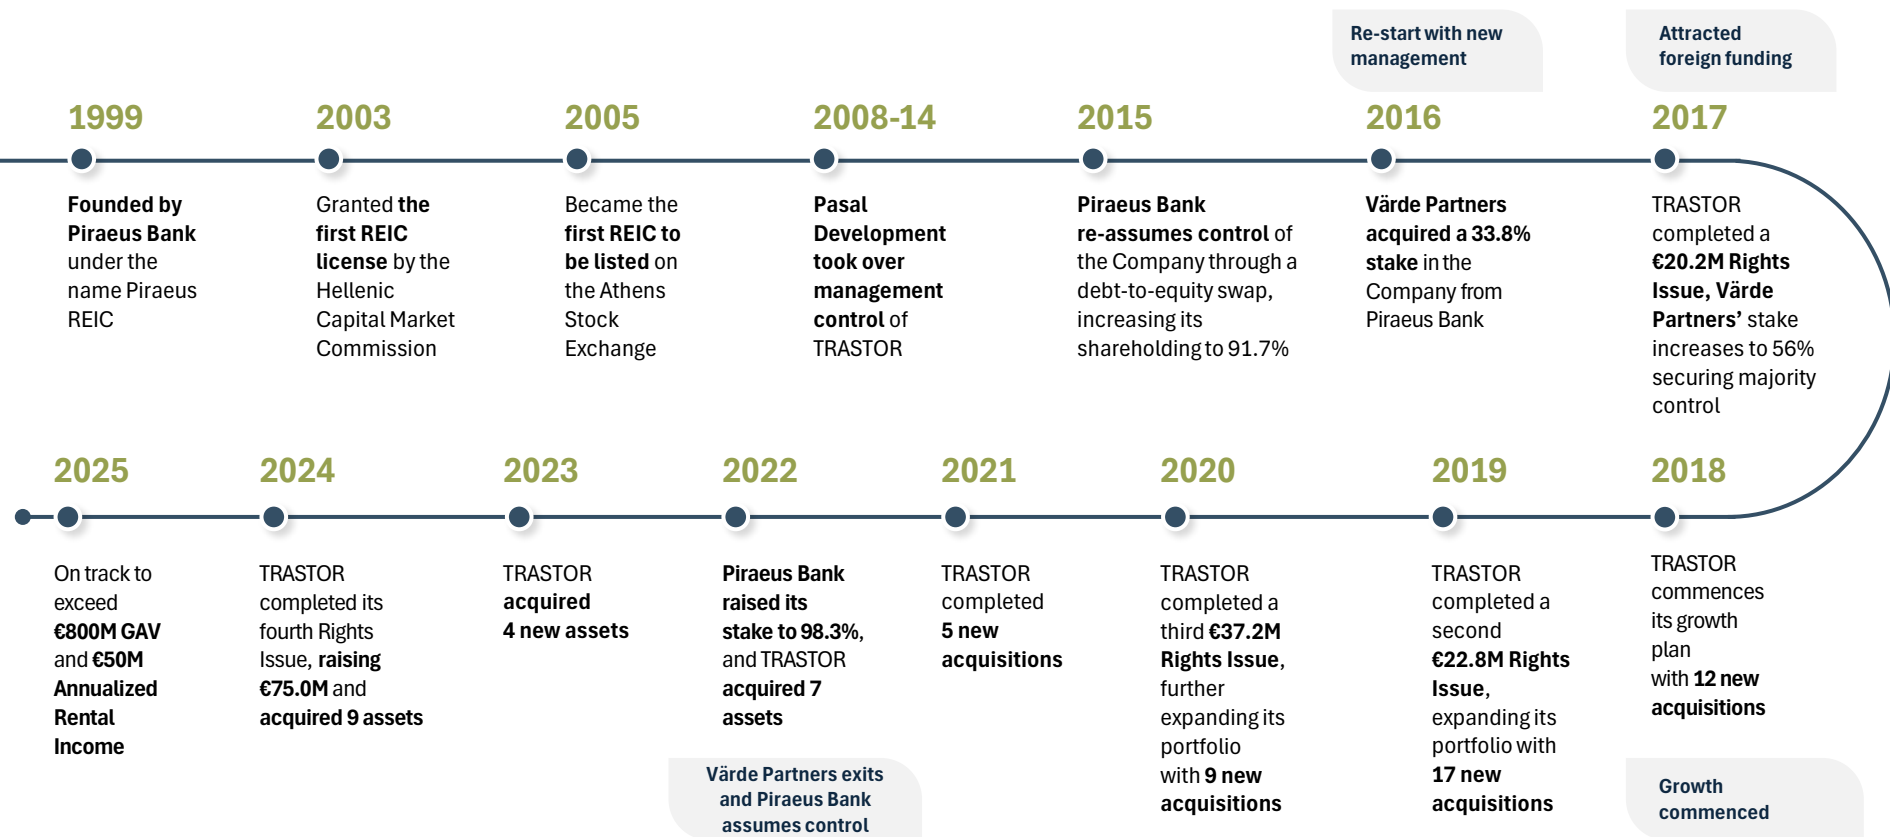 Re-start with new
management
Attracted
foreign funding
1999
Founded by
Piraeus Bank
under the
name Piraeus
REIC
2003
Granted the
first REIC
license by the
Hellenic
Capital Market
Commission
2005
Became the
first REIC to
be listed on
the Athens
Stock
Exchange
2008-14
Pasal
Development
took over
management
control of
TRASTOR
2015
Piraeus Bank
re-assumes control of
the Company through a
debt-to-equity swap,
increasing its
shareholding to 91.7%
2016
Värde Partners
acquired a 33.8%
stake in the
Company from
Piraeus Bank
2017
TRASTOR
completed a
€20.2M Rights
Issue, Värde
Partners’ stake
increases to 56%
securing majority
control
2025
On track to
exceed
€800M GAV
and €50M
Annualized
Rental
Income
2024
TRASTOR
completed its
fourth Rights
Issue, raising
€75.0M and
acquired 9 assets
2023
TRASTOR
acquired
4 new assets
2022
Piraeus Bank
raised its
stake to 98.3%,
and TRASTOR
acquired 7
assets
Värde Partners exits
and Piraeus Bank
assumes control
2021
TRASTOR
completed
5 new
acquisitions
2020
TRASTOR
completed a
third €37.2M
Rights Issue,
further
expanding its
portfolio
with 9 new
acquisitions
2019
TRASTOR
completed a
second
€22.8M Rights
Issue,
expanding its
portfolio with
17 new
acquisitions
2018
TRASTOR
commences
its growth
plan
with 12 new
acquisitions
Growth
commenced